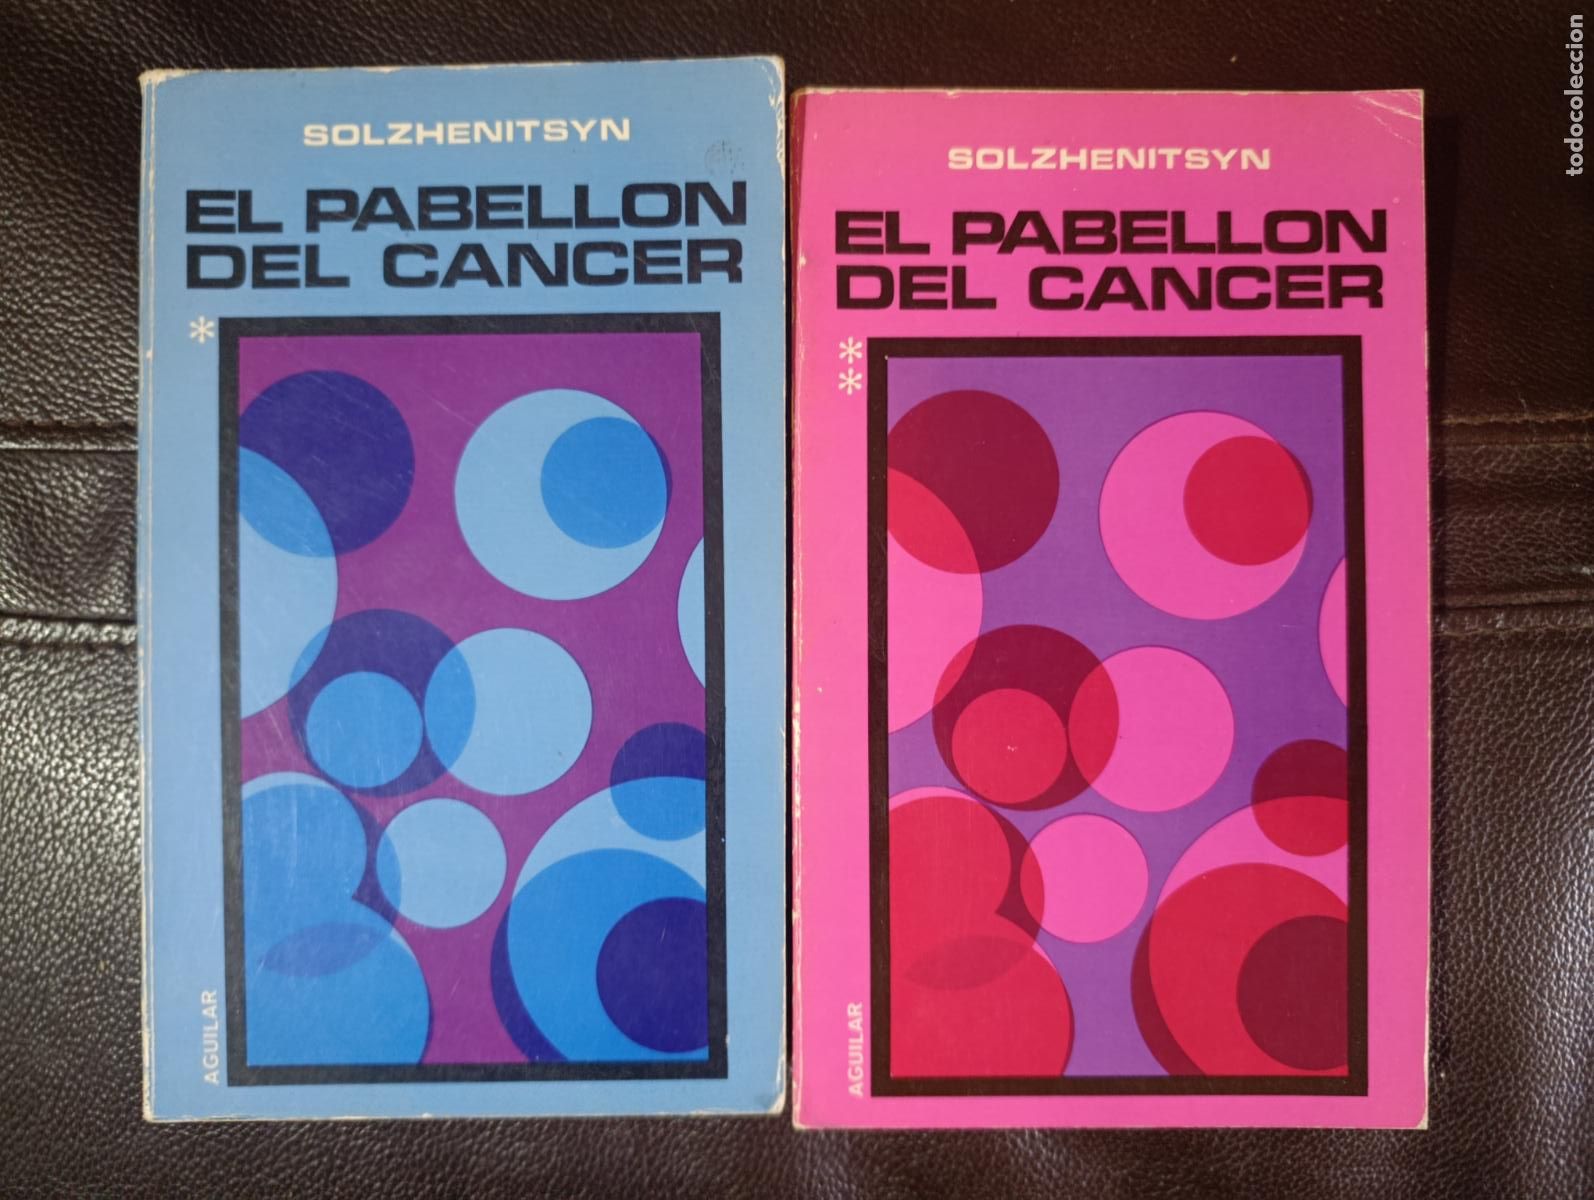 SOLZHENITSYN
EL PABELLON
DEL CANCER
*
AGUILAR
SOLZHENITSYN
EL PABELLON
DEL CANCER
**
AGUILAR
todocoleccion